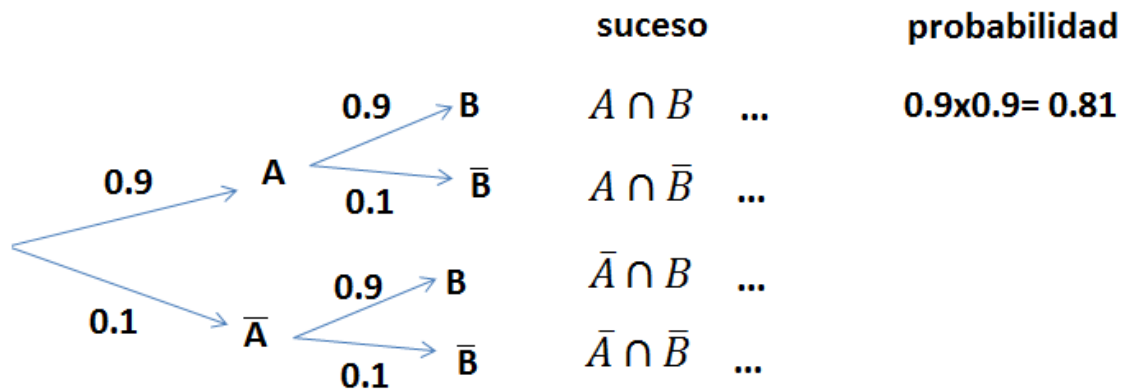 suceso probabilidad
0.9 B A ∩ B ... 0.9x0.9= 0.81
0.9 A 0.1 B̅ A ∩ B̅ ...
0.1 A̅ 0.9 B A̅ ∩ B ...
0.1 B̅ A̅ ∩ B̅ ...